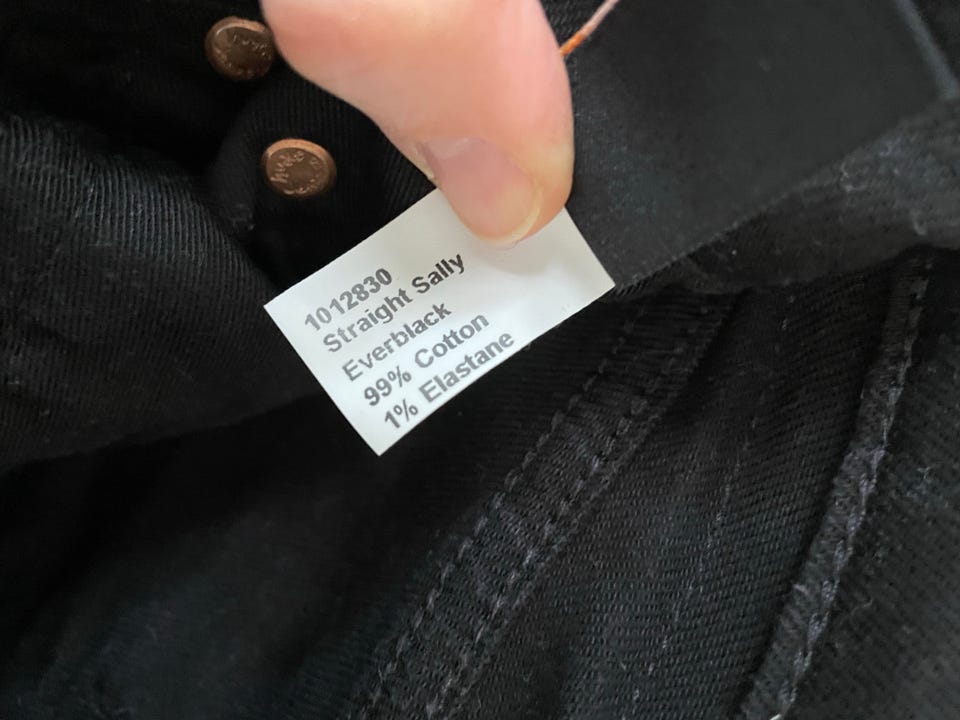 1012830
Straight Sally
Everblack
99% Cotton
1% Elastane